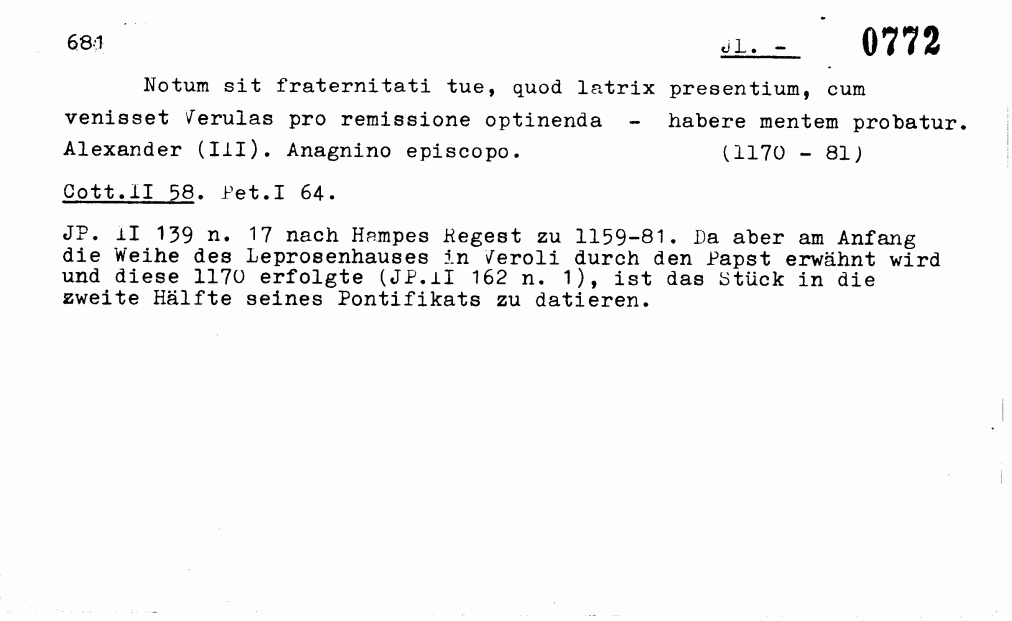 681 Jl. - 0772
Notum sit fraternitati tue, quod latrix presentium, cum
venisset Verulas pro remissione optinenda - habere mentem probatur.
Alexander (III). Anagnino episcopo. (1170 - 81)
Cott.II 58. Pet.I 64.
JP. II 139 n. 17 nach Hampes Regest zu 1159-81. Da aber am Anfang
die Weihe des Leprosenhauses in Veroli durch den Papst erwähnt wird
und diese 1170 erfolgte (JP.II 162 n. 1), ist das Stück in die
zweite Hälfte seines Pontifikats zu datieren.